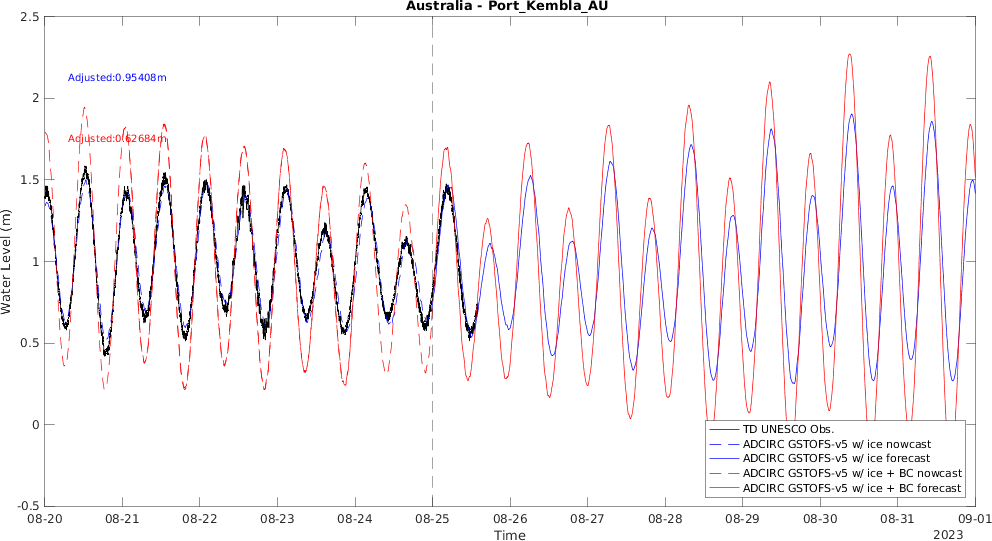 Australia - Port_Kembla_AU
Water Level (m)
2.5
2
1.5
1
0.5
0
-0.5
Adjusted:0.95408m
Adjusted:0.62684m
TD UNESCO Obs.
ADCIRC GSTOFS-v5 w/ ice nowcast
ADCIRC GSTOFS-v5 w/ ice forecast
ADCIRC GSTOFS-v5 w/ ice + BC nowcast
ADCIRC GSTOFS-v5 w/ ice + BC forecast
08-20 08-21 08-22 08-23 08-24 08-25 08-26 08-27 08-28 08-29 08-30 08-31 09-01
Time
2023